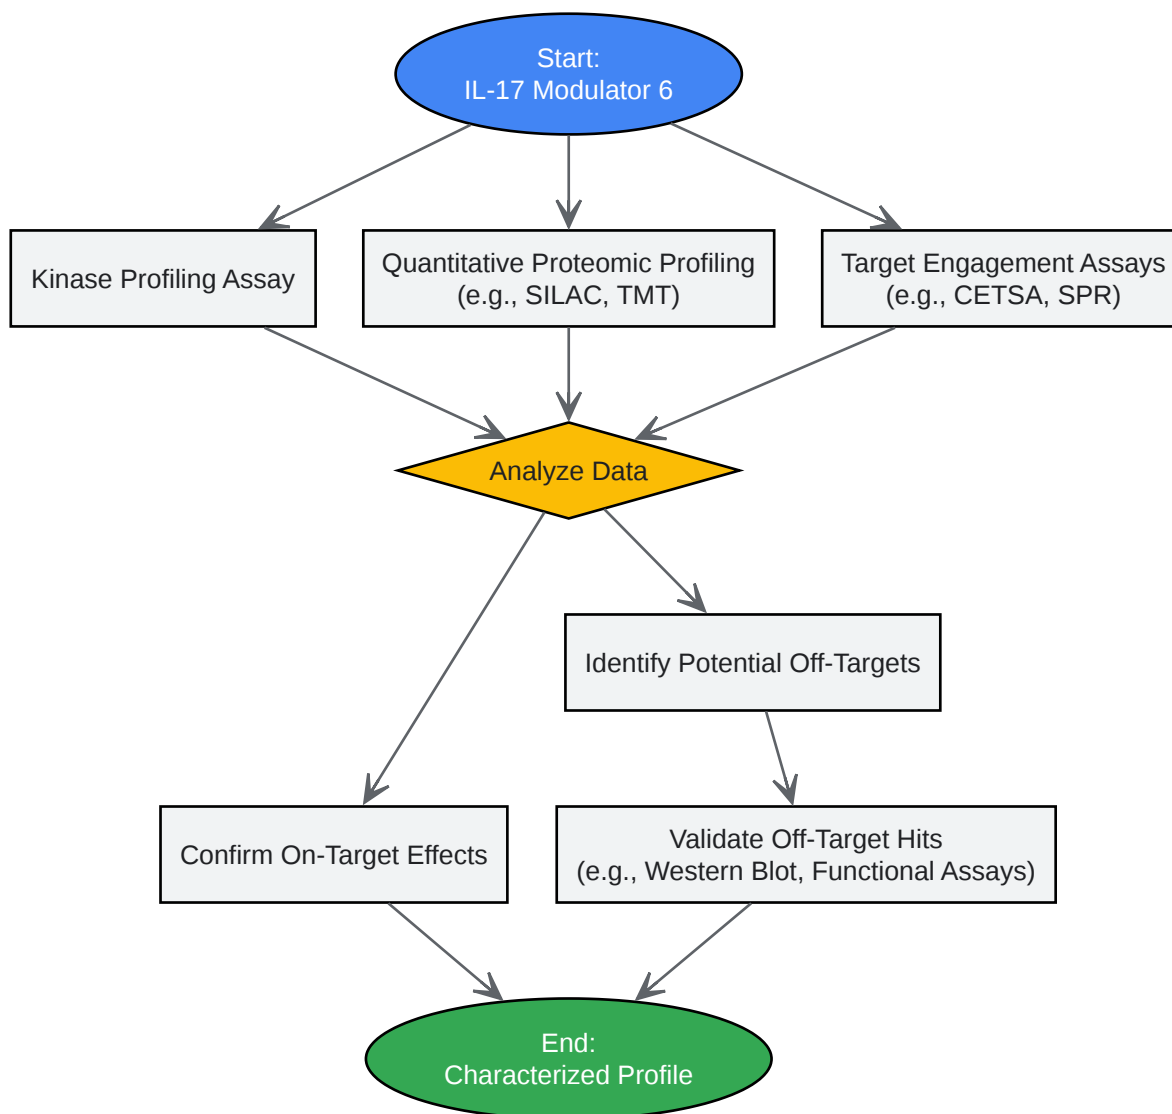 Start:
IL-17 Modulator 6
Kinase Profiling Assay
Quantitative Proteomic Profiling
(e.g., SILAC, TMT)
Target Engagement Assays
(e.g., CETSA, SPR)
Analyze Data
Identify Potential Off-Targets
Confirm On-Target Effects
Validate Off-Target Hits
(e.g., Western Blot, Functional Assays)
End:
Characterized Profile